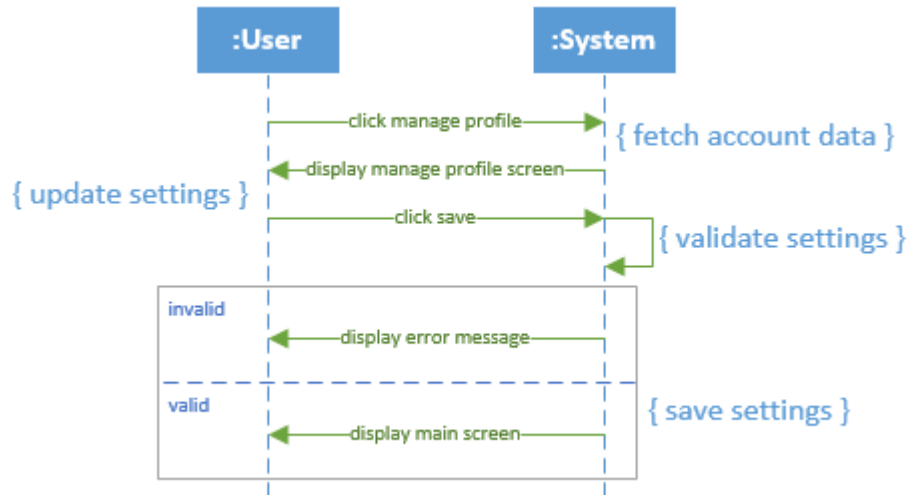 :User
:System
click manage profile
{ fetch account data }
display manage profile screen
{ update settings }
click save
{ validate settings }
invalid
display error message
valid
{ save settings }
display main screen